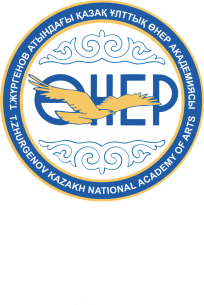 Т.ЖҮРГЕНОВ АТЫНДАҒЫ ҚАЗАҚ ҰЛТТЫҚ ӨНЕР АКАДЕМИЯСЫ
ӨНЕР
T.ZHURGENOV KAZAKH NATIONAL ACADEMY OF ARTS